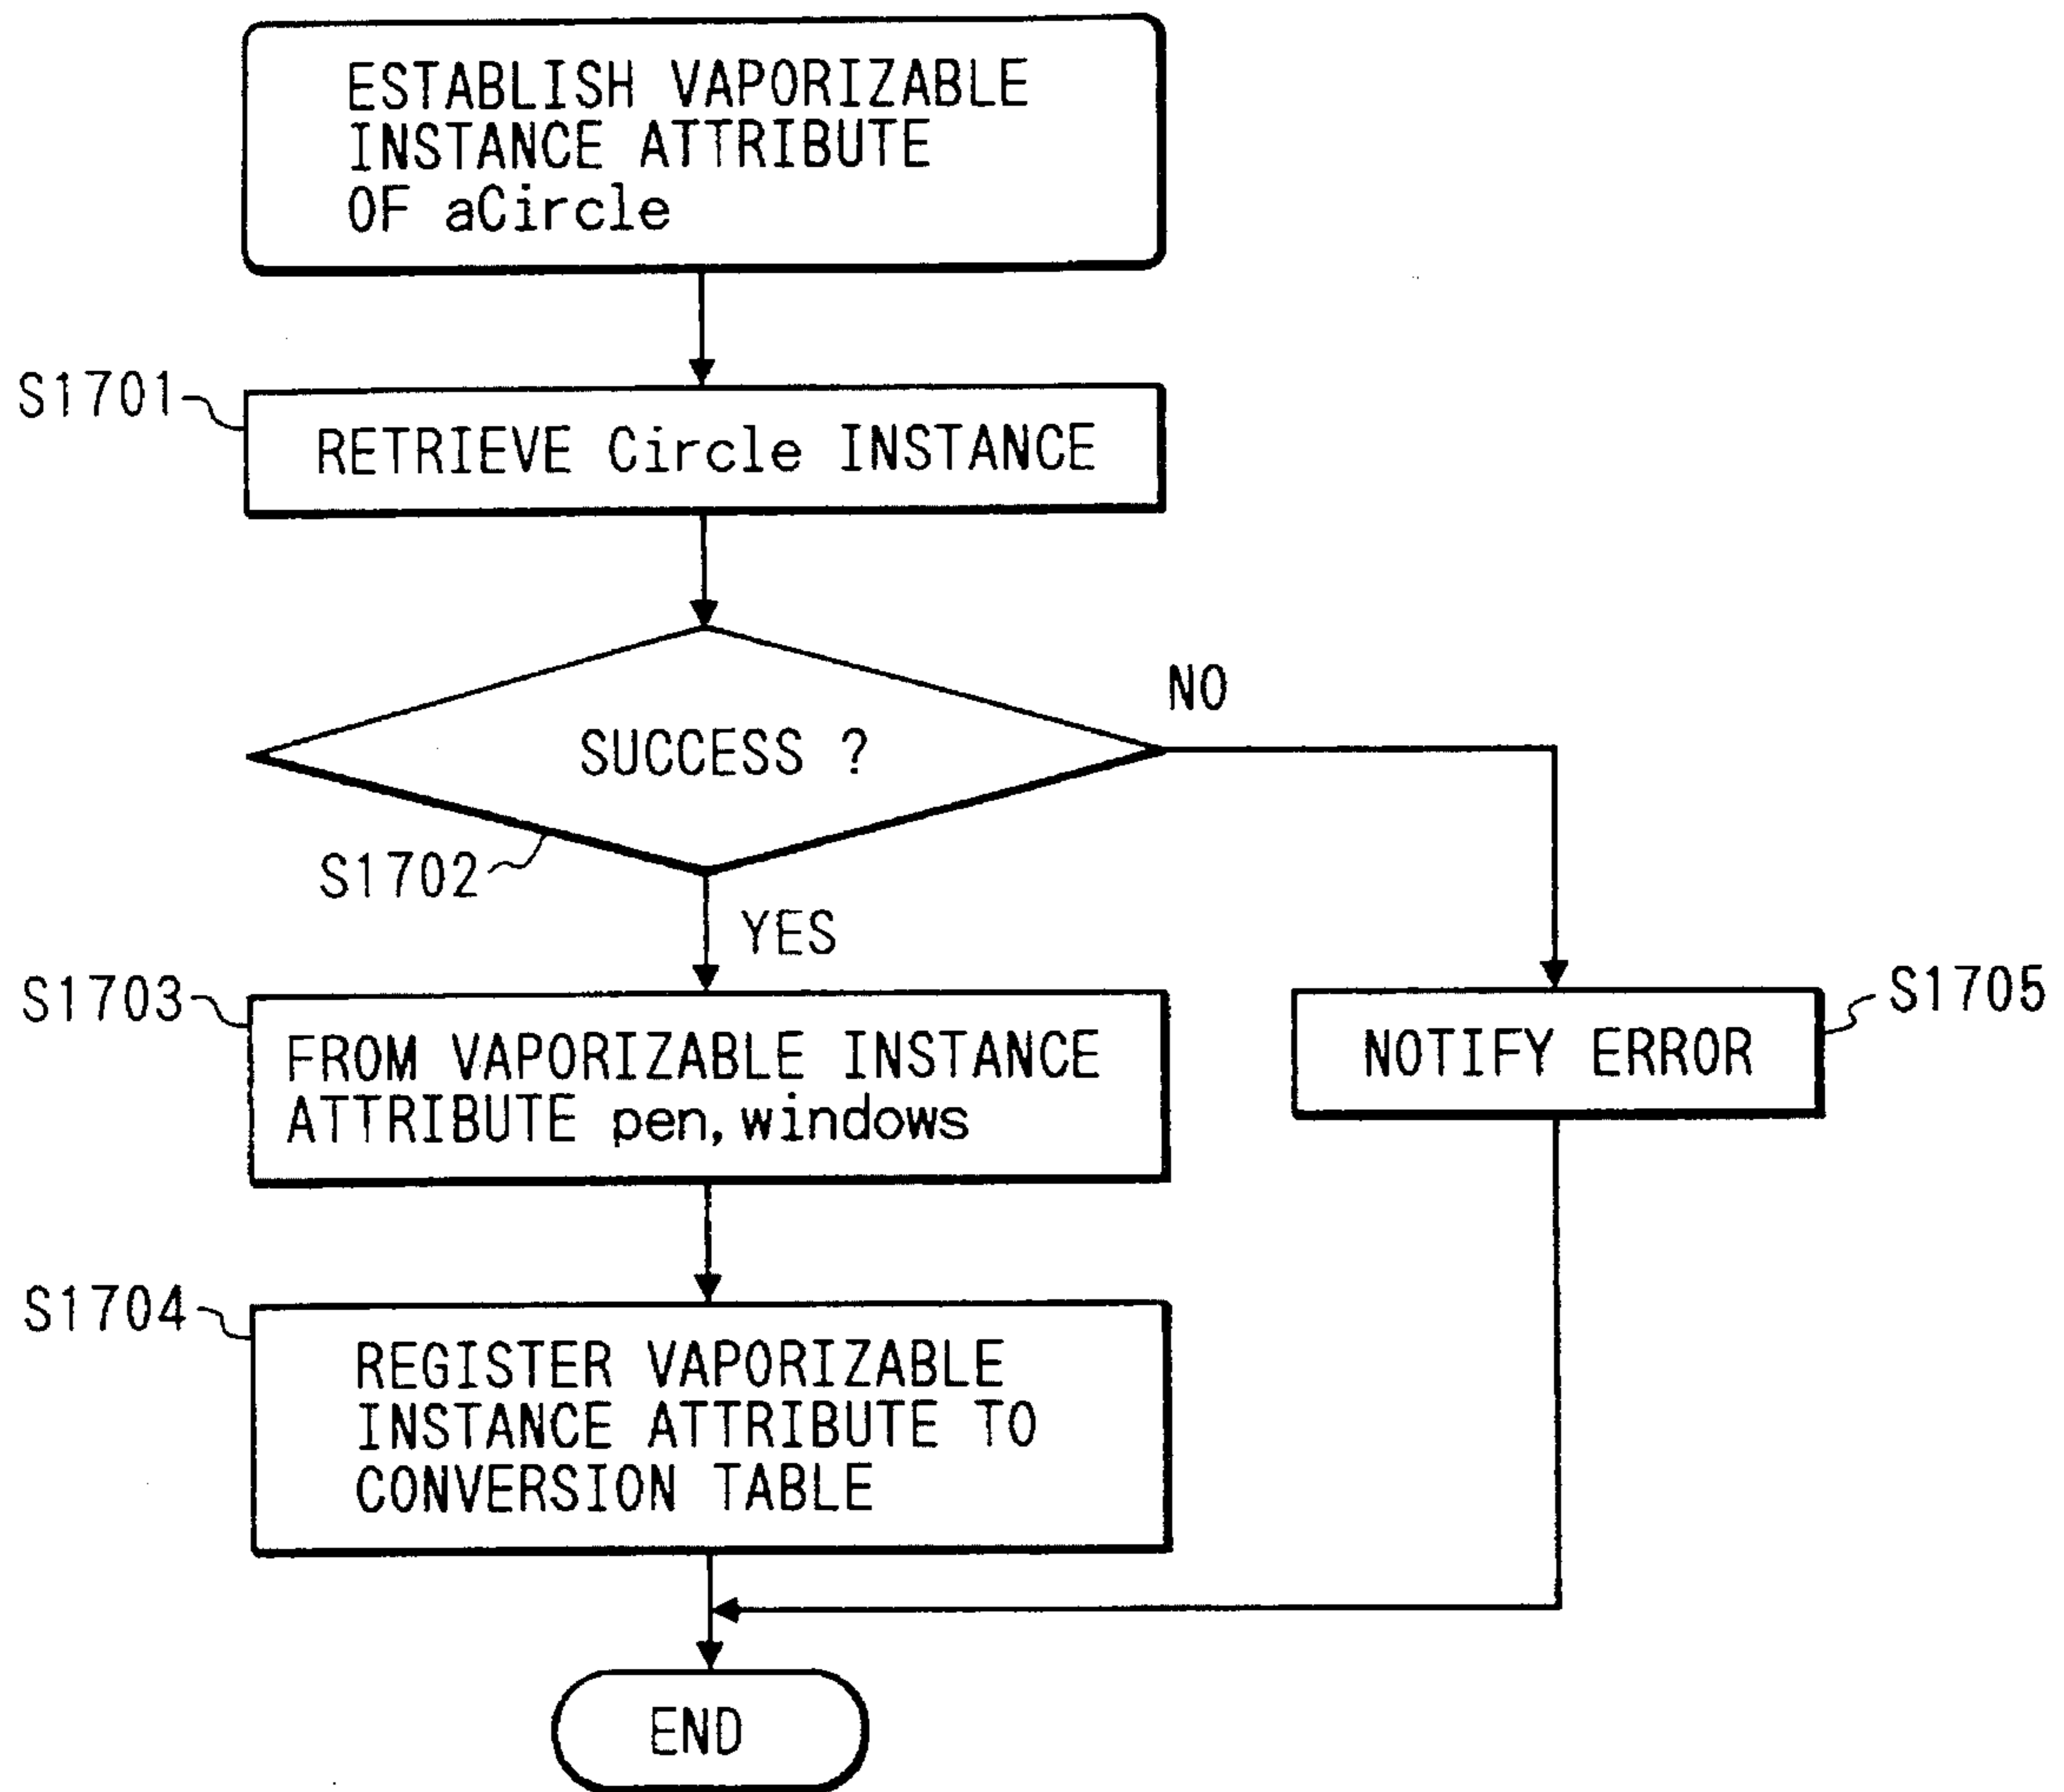 ESTABLISH VAPORIZABLE
INSTANCE ATTRIBUTE
OF aCircle
S1701
RETRIEVE Circle INSTANCE
SUCCESS ?
NO
S1702
YES
S1703
FROM VAPORIZABLE INSTANCE
ATTRIBUTE pen, windows
NOTIFY ERROR
S1705
S1704
REGISTER VAPORIZABLE
INSTANCE ATTRIBUTE TO
CONVERSION TABLE
END